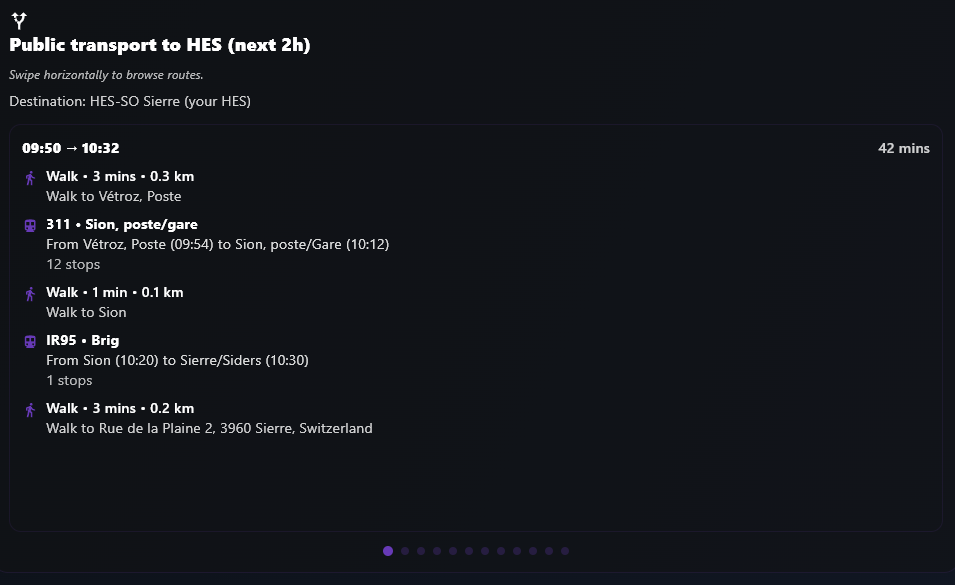 Public transport to HES (next 2h)
Swipe horizontally to browse routes.
Destination: HES-SO Sierre (your HES)
09:50 → 10:32
42 mins
Walk • 3 mins • 0.3 km
Walk to Vétroz, Poste
311 • Sion, poste/gare
From Vétroz, Poste (09:54) to Sion, poste/Gare (10:12)
12 stops
Walk • 1 min • 0.1 km
Walk to Sion
IR95 • Brig
From Sion (10:20) to Sierre/Siders (10:30)
1 stops
Walk • 3 mins • 0.2 km
Walk to Rue de la Plaine 2, 3960 Sierre, Switzerland